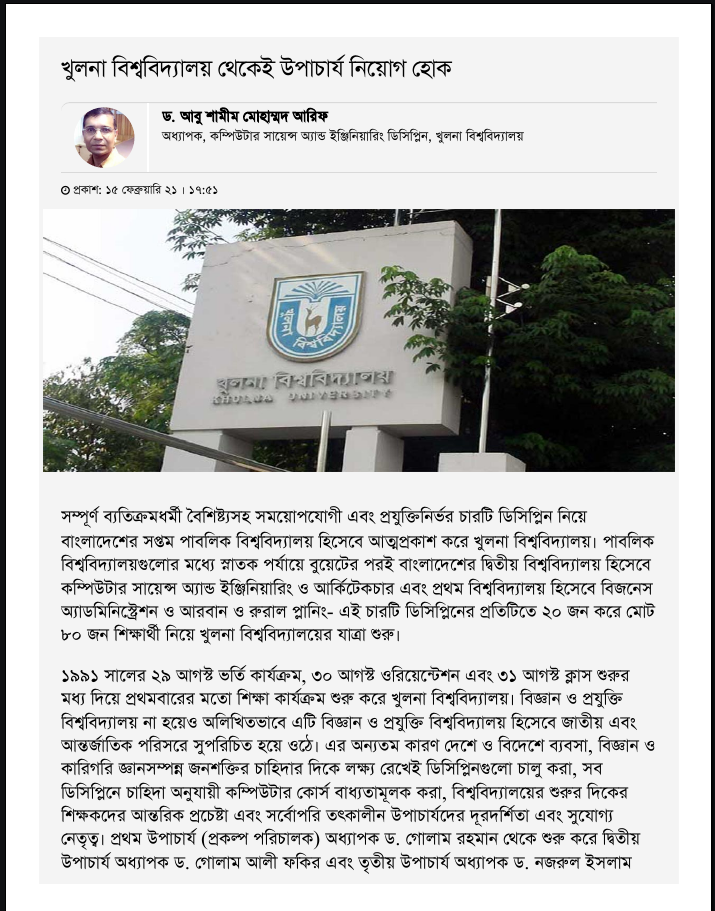 খুলনা বিশ্ববিদ্যালয় থেকেই উপাচার্য নিয়োগ হোক
ড. আবু শামীম মোহাম্মদ আরিফ
অধ্যাপক, কম্পিউটার সায়েন্স অ্যান্ড ইঞ্জিনিয়ারিং ডিসিপ্লিন, খুলনা বিশ্ববিদ্যালয়
প্রকাশ: ১৫ ফেব্রুয়ারি ২১ । ১৭:৫১
খুলনা বিশ্ববিদ্যালয়
খুলনা বিশ্ববিদ্যালয়
KHULNA UNIVERSITY
সম্পূর্ণ ব্যতিক্রমধর্মী বৈশিষ্ট্যসহ সময়োপযোগী এবং প্রযুক্তিনির্ভর চারটি ডিসিপ্লিন নিয়ে
বাংলাদেশের সপ্তম পাবলিক বিশ্ববিদ্যালয় হিসেবে আত্মপ্রকাশ করে খুলনা বিশ্ববিদ্যালয়। পাবলিক
বিশ্ববিদ্যালয়গুলোর মধ্যে স্নাতক পর্যায়ে বুয়েটের পরই বাংলাদেশের দ্বিতীয় বিশ্ববিদ্যালয় হিসেবে
কম্পিউটার সায়েন্স অ্যান্ড ইঞ্জিনিয়ারিং ও আর্কিটেকচার এবং প্রথম বিশ্ববিদ্যালয় হিসেবে বিজনেস
অ্যাডমিনিস্ট্রেশন ও আরবান ও রুরাল প্লানিং- এই চারটি ডিসিপ্লিনের প্রতিটিতে ২০ জন করে মোট
৮০ জন শিক্ষার্থী নিয়ে খুলনা বিশ্ববিদ্যালয়ের যাত্রা শুরু।
১৯৯১ সালের ২৯ আগস্ট ভর্তি কার্যক্রম, ৩০ আগস্ট ওরিয়েন্টেশন এবং ৩১ আগস্ট ক্লাস শুরুর
মধ্য দিয়ে প্রথমবারের মতো শিক্ষা কার্যক্রম শুরু করে খুলনা বিশ্ববিদ্যালয়। বিজ্ঞান ও প্রযুক্তি
বিশ্ববিদ্যালয় না হয়েও অলিখিতভাবে এটি বিজ্ঞান ও প্রযুক্তি বিশ্ববিদ্যালয় হিসেবে জাতীয় এবং
আন্তর্জাতিক পরিসরে সুপরিচিত হয়ে ওঠে। এর অন্যতম কারণ দেশে ও বিদেশে ব্যবসা, বিজ্ঞান ও
কারিগরি জ্ঞানসম্পন্ন জনশক্তির চাহিদার দিকে লক্ষ্য রেখেই ডিসিপ্লিনগুলো চালু করা, সব
ডিসিপ্লিনে চাহিদা অনুযায়ী কম্পিউটার কোর্স বাধ্যতামূলক করা, বিশ্ববিদ্যালয়ের শুরুর দিকের
শিক্ষকদের আন্তরিক প্রচেষ্টা এবং সর্বোপরি তৎকালীন উপাচার্যদের দূরদর্শিতা এবং সুযোগ্য
নেতৃত্ব। প্রথম উপাচার্য (প্রকল্প পরিচালক) অধ্যাপক ড. গোলাম রহমান থেকে শুরু করে দ্বিতীয়
উপাচার্য অধ্যাপক ড. গোলাম আলী ফকির এবং তৃতীয় উপাচার্য অধ্যাপক ড. নজরুল ইসলাম